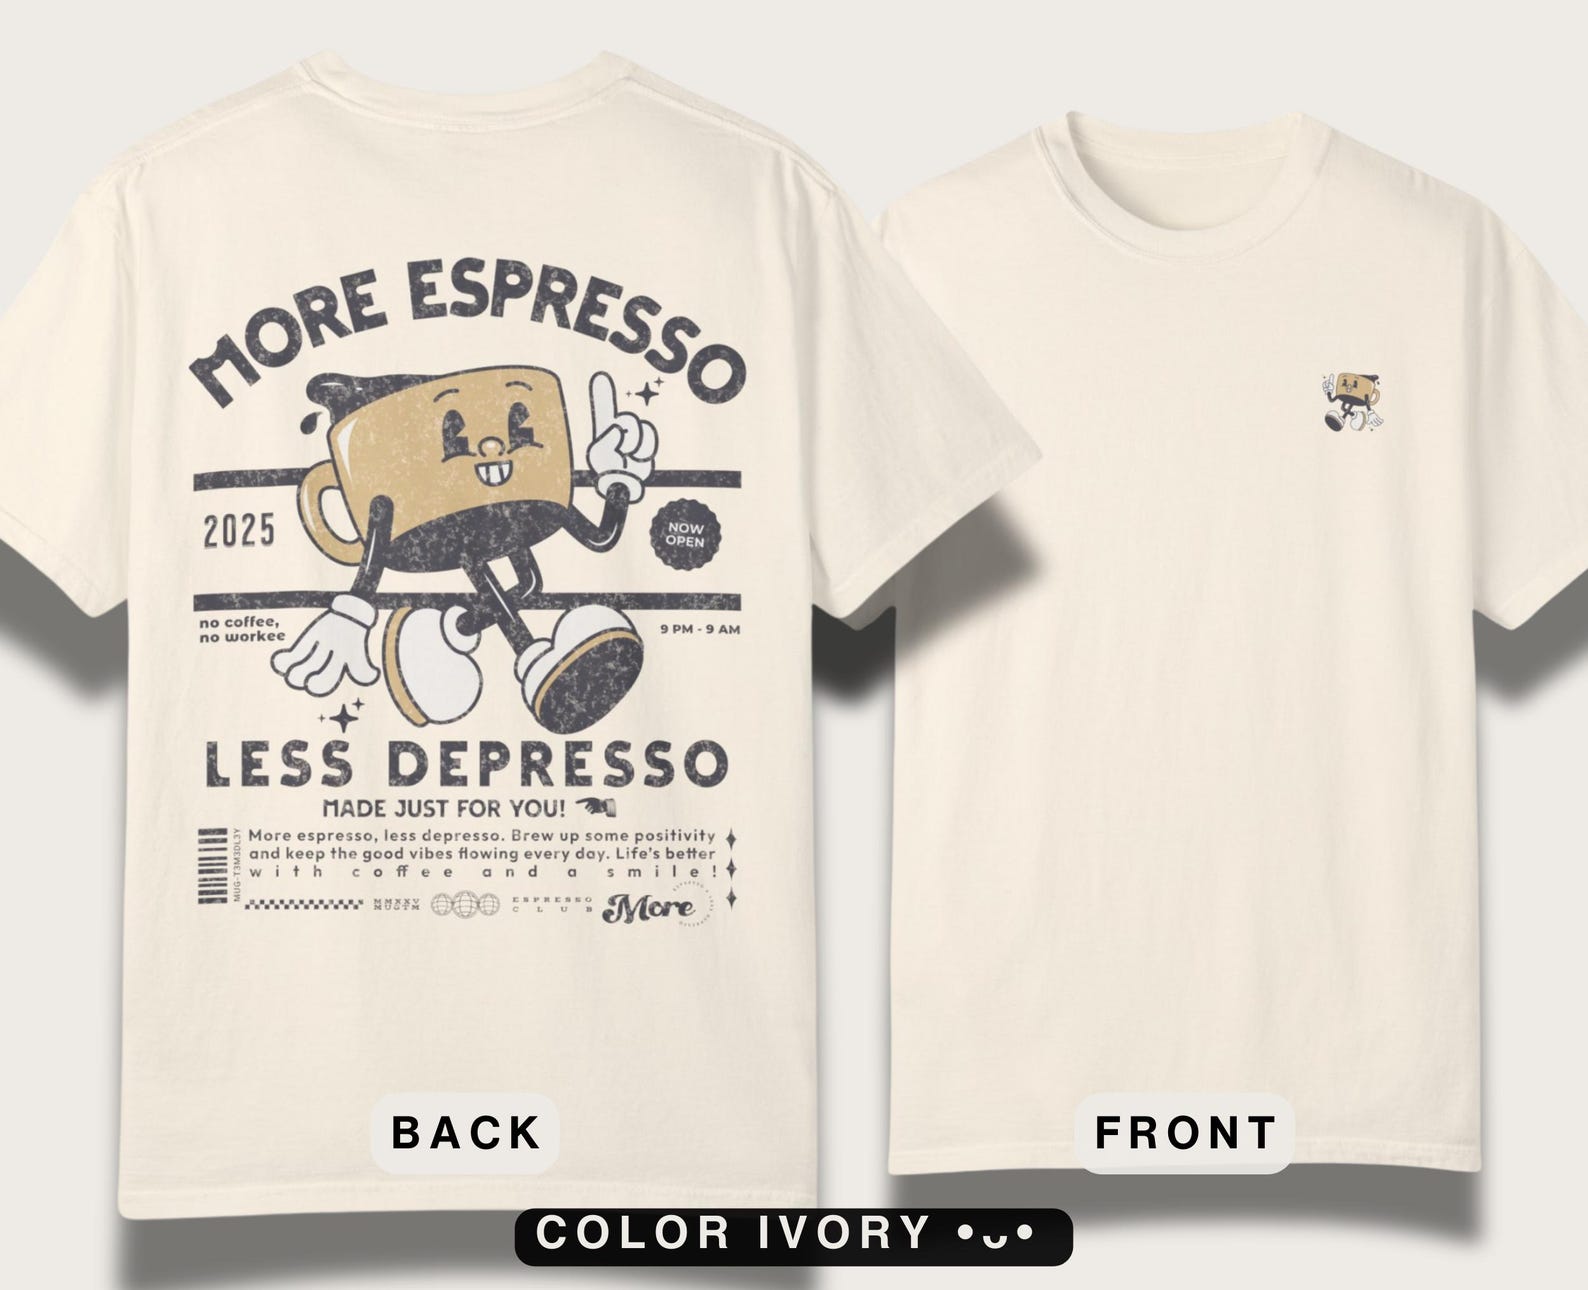 MORE ESPRESSO
2025
NOW
OPEN
no coffee,
no workee
9 PM - 9 AM
LESS DEPRESSO
MADE JUST FOR YOU!
MUG-T3M3DL3Y
More espresso, less depresso. Brew up some positivity
and keep the good vibes flowing every day. Life's better
with coffee and a smile!
ESPRESSO
CLUB
More
BACK
FRONT
COLOR IVORY •ᴗ•